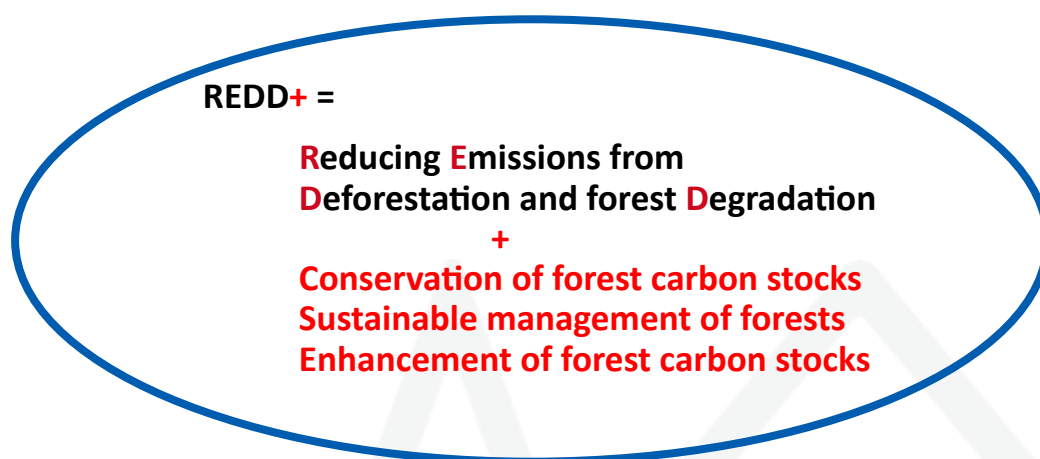 REDD+ =
Reducing Emissions from
Deforestation and forest Degradation
+
Conservation of forest carbon stocks
Sustainable management of forests
Enhancement of forest carbon stocks